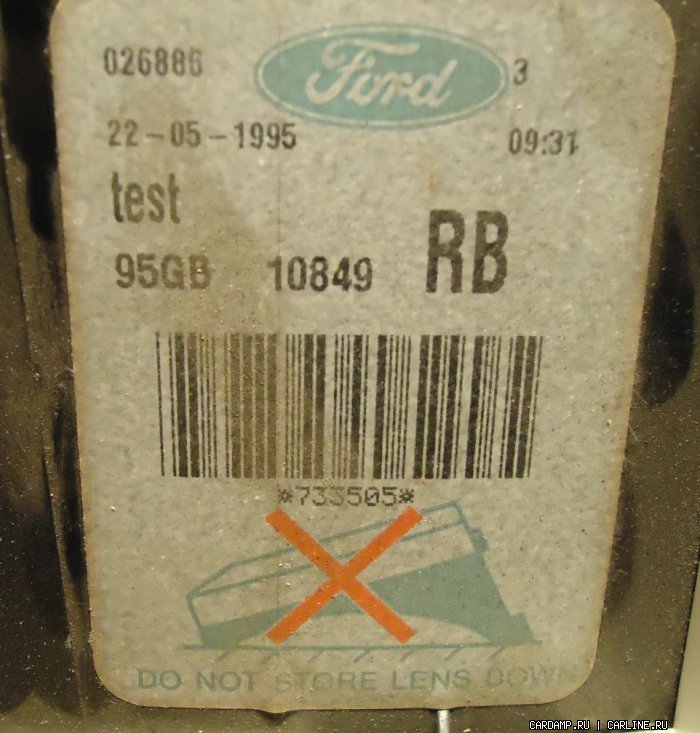 026886 Ford 3
22-05-1995 09:31
test
95GB 10849 RB
*733505*
DO NOT STORE LENS DOWN
CARDAMP.RU | CARLINE.RU